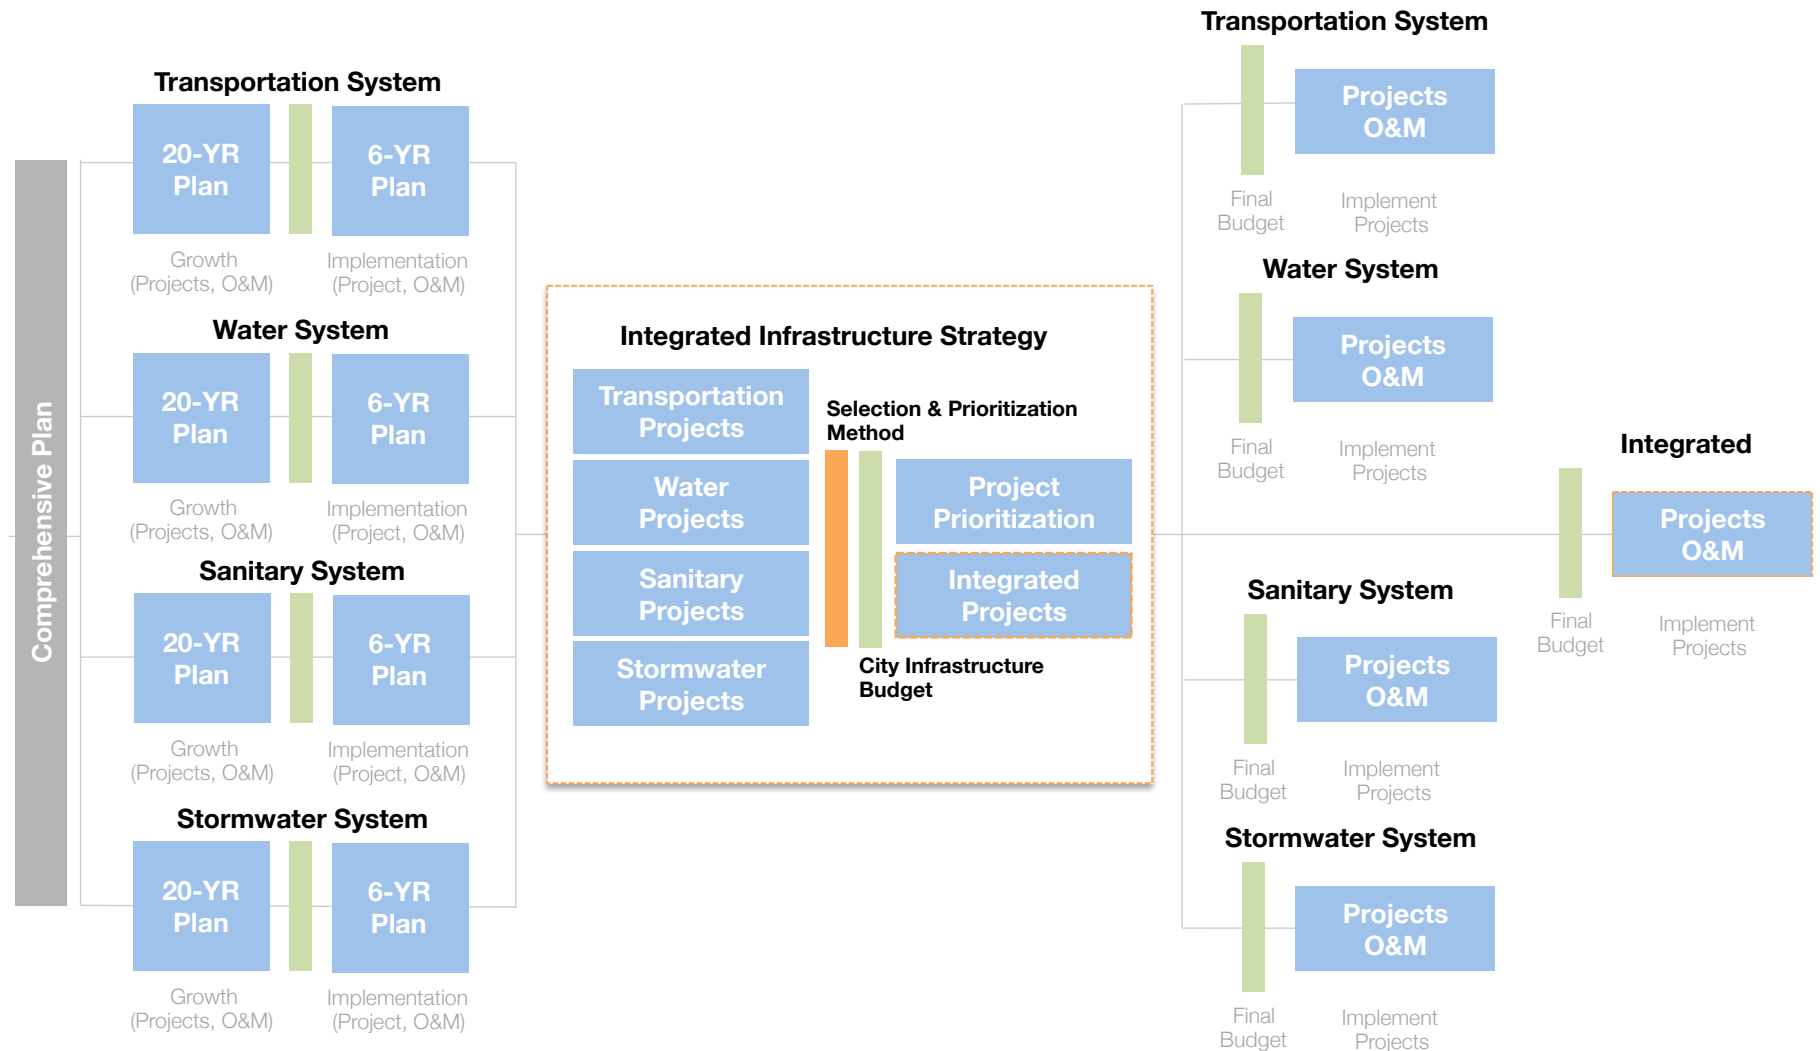 Comprehensive Plan
Transportation System
20-YR
Plan
6-YR
Plan
Growth
(Projects, O&M)
Implementation
(Project, O&M)
Water System
20-YR
Plan
6-YR
Plan
Growth
(Projects, O&M)
Implementation
(Project, O&M)
Sanitary System
20-YR
Plan
6-YR
Plan
Growth
(Projects, O&M)
Implementation
(Project, O&M)
Stormwater System
20-YR
Plan
6-YR
Plan
Growth
(Projects, O&M)
Implementation
(Project, O&M)
Integrated Infrastructure Strategy
Transportation
Projects
Water
Projects
Sanitary
Projects
Stormwater
Projects
Selection & Prioritization
Method
Project
Prioritization
Integrated
Projects
City Infrastructure
Budget
Transportation System
Projects
O&M
Final
Budget
Implement
Projects
Water System
Projects
O&M
Final
Budget
Implement
Projects
Sanitary System
Projects
O&M
Final
Budget
Implement
Projects
Stormwater System
Projects
O&M
Final
Budget
Implement
Projects
Integrated
Projects
O&M
Final
Budget
Implement
Projects